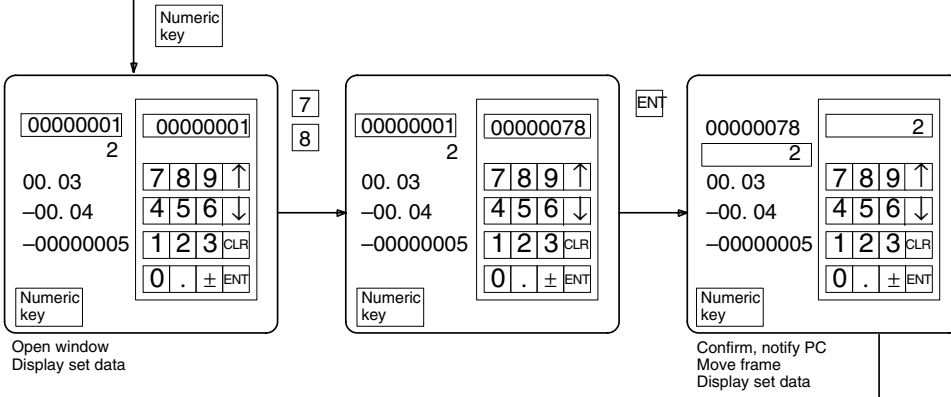 Numeric
key
00000001
2
00. 03
–00. 04
–00000005
Numeric
key
00000001
7 8 9 ↑
4 5 6 ↓
1 2 3 CLR
0 . ± ENT
Open window
Display set data
7
8
00000001
2
00. 03
–00. 04
–00000005
Numeric
key
00000078
7 8 9 ↑
4 5 6 ↓
1 2 3 CLR
0 . ± ENT
ENT
00000078
2
00. 03
–00. 04
–00000005
Numeric
key
2
7 8 9 ↑
4 5 6 ↓
1 2 3 CLR
0 . ± ENT
Confirm, notify PC
Move frame
Display set data